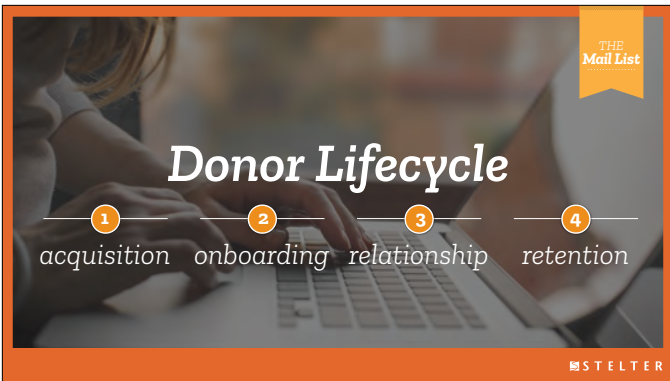 THE
Mail List
Donor Lifecycle
1 2 3 4
acquisition onboarding relationship retention
STELTER